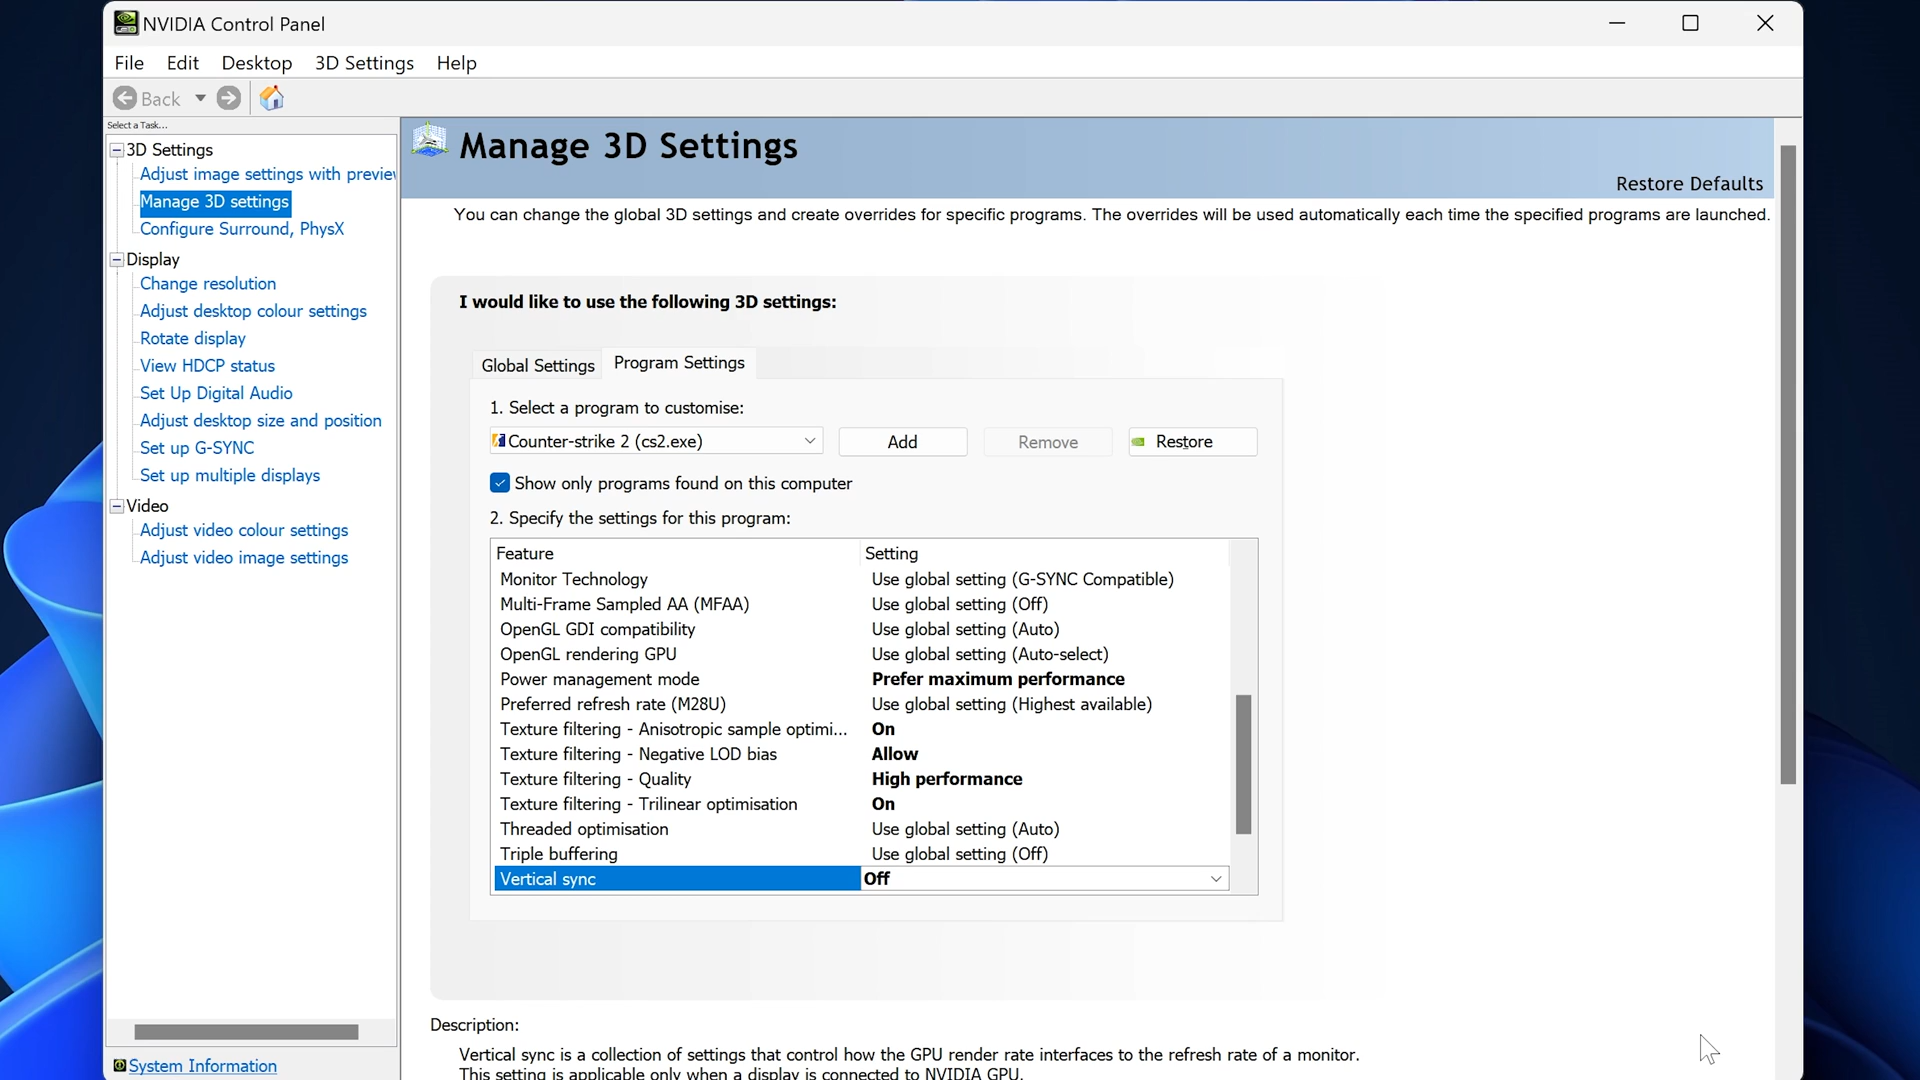 NVIDIA Control Panel
File Edit Desktop 3D Settings Help
Back
Select a Task...
3D Settings
Adjust image settings with previe
Manage 3D settings
Configure Surround, PhysX
Display
Change resolution
Adjust desktop colour settings
Rotate display
View HDCP status
Set Up Digital Audio
Adjust desktop size and position
Set up G-SYNC
Set up multiple displays
Video
Adjust video colour settings
Adjust video image settings
System Information
Manage 3D Settings
Restore Defaults
You can change the global 3D settings and create overrides for specific programs. The overrides will be used automatically each time the specified programs are launched.
I would like to use the following 3D settings:
Global Settings Program Settings
1. Select a program to customise:
Counter-strike 2 (cs2.exe) Add Remove Restore
Show only programs found on this computer
2. Specify the settings for this program:
Feature Setting
Monitor Technology Use global setting (G-SYNC Compatible)
Multi-Frame Sampled AA (MFAA) Use global setting (Off)
OpenGL GDI compatibility Use global setting (Auto)
OpenGL rendering GPU Use global setting (Auto-select)
Power management mode Prefer maximum performance
Preferred refresh rate (M28U) Use global setting (Highest available)
Texture filtering - Anisotropic sample optimi... On
Texture filtering - Negative LOD bias Allow
Texture filtering - Quality High performance
Texture filtering - Trilinear optimisation On
Threaded optimisation Use global setting (Auto)
Triple buffering Use global setting (Off)
Vertical sync Off
Description:
Vertical sync is a collection of settings that control how the GPU render rate interfaces to the refresh rate of a monitor.
This setting is applicable only when a display is connected to NVIDIA GPU.